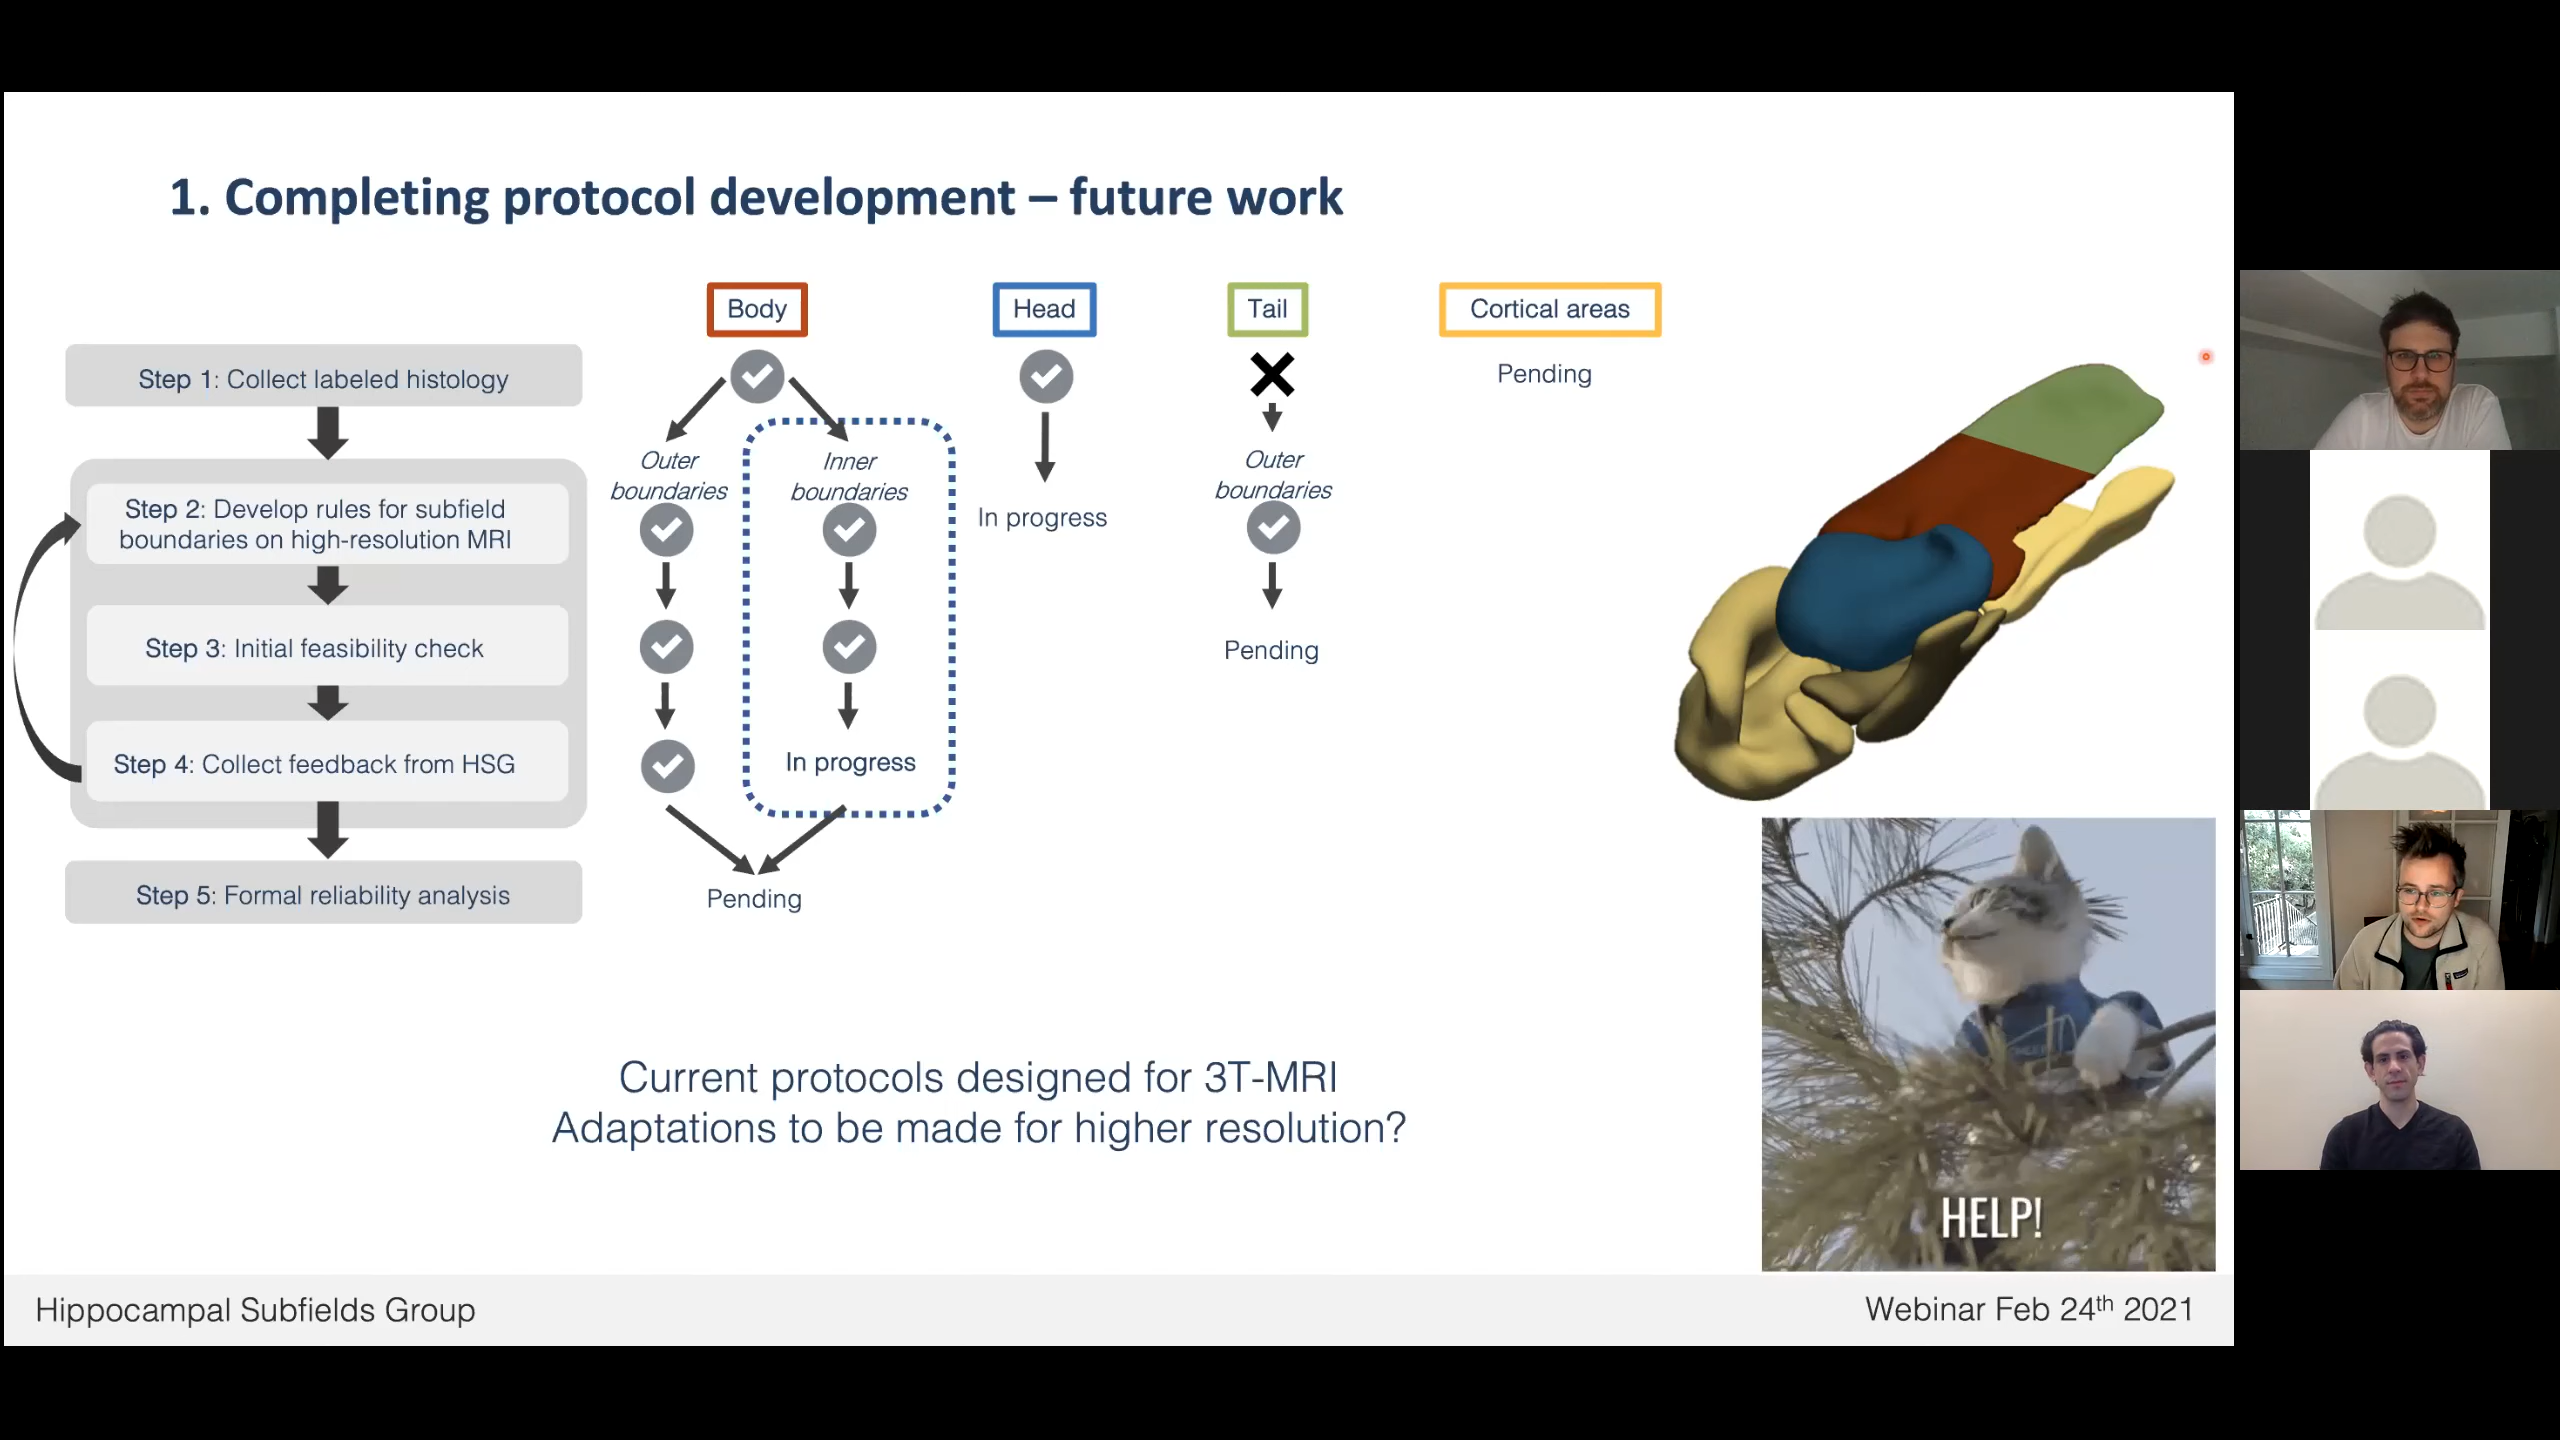 1. Completing protocol development – future work
Body
Head
Tail
Cortical areas
Step 1: Collect labeled histology
Pending
Outer
boundaries
Inner
boundaries
Outer
boundaries
Step 2: Develop rules for subfield
boundaries on high-resolution MRI
In progress
Step 3: Initial feasibility check
Pending
Step 4: Collect feedback from HSG
In progress
Step 5: Formal reliability analysis
Pending
Current protocols designed for 3T-MRI
Adaptations to be made for higher resolution?
HELP!
Hippocampal Subfields Group
Webinar Feb 24th 2021